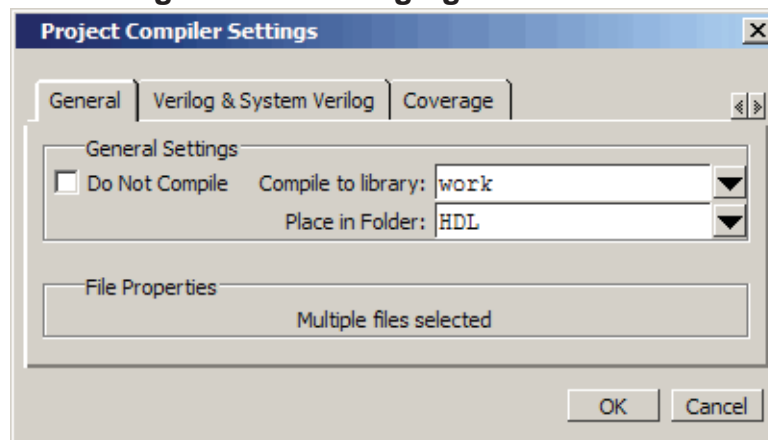 Project Compiler Settings
General Verilog & System Verilog Coverage
General Settings
Do Not Compile Compile to library: work
Place in Folder: HDL
File Properties
Multiple files selected
OK Cancel